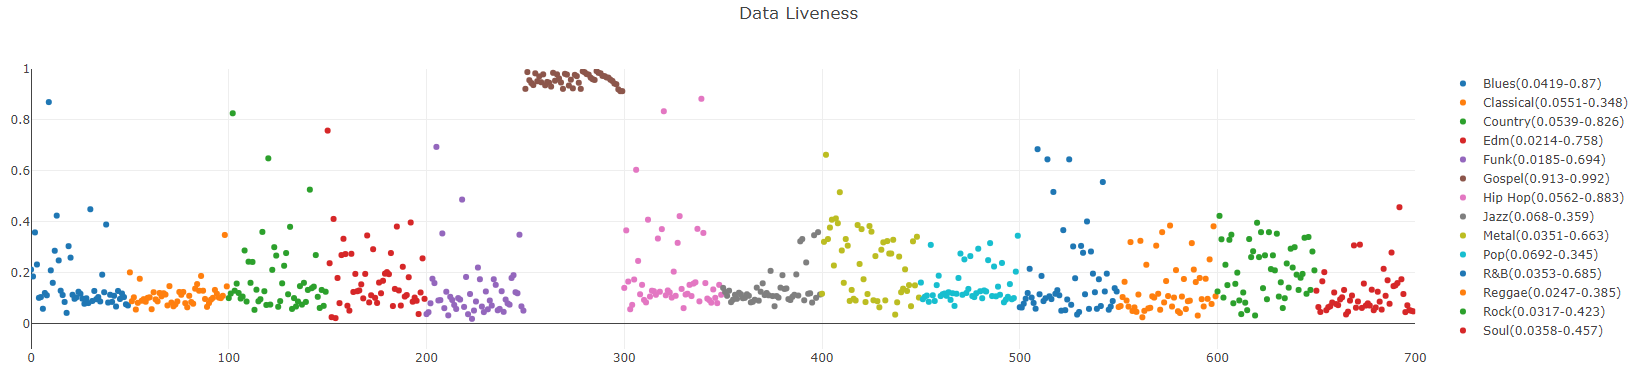 Data Liveness
1
0.8
0.6
0.4
0.2
0
0 100 200 300 400 500 600 700
Blues(0.0419-0.87)
Classical(0.0551-0.348)
Country(0.0539-0.826)
Edm(0.0214-0.758)
Funk(0.0185-0.694)
Gospel(0.913-0.992)
Hip Hop(0.0562-0.883)
Jazz(0.068-0.359)
Metal(0.0351-0.663)
Pop(0.0692-0.345)
R&B(0.0353-0.685)
Reggae(0.0247-0.385)
Rock(0.0317-0.423)
Soul(0.0358-0.457)